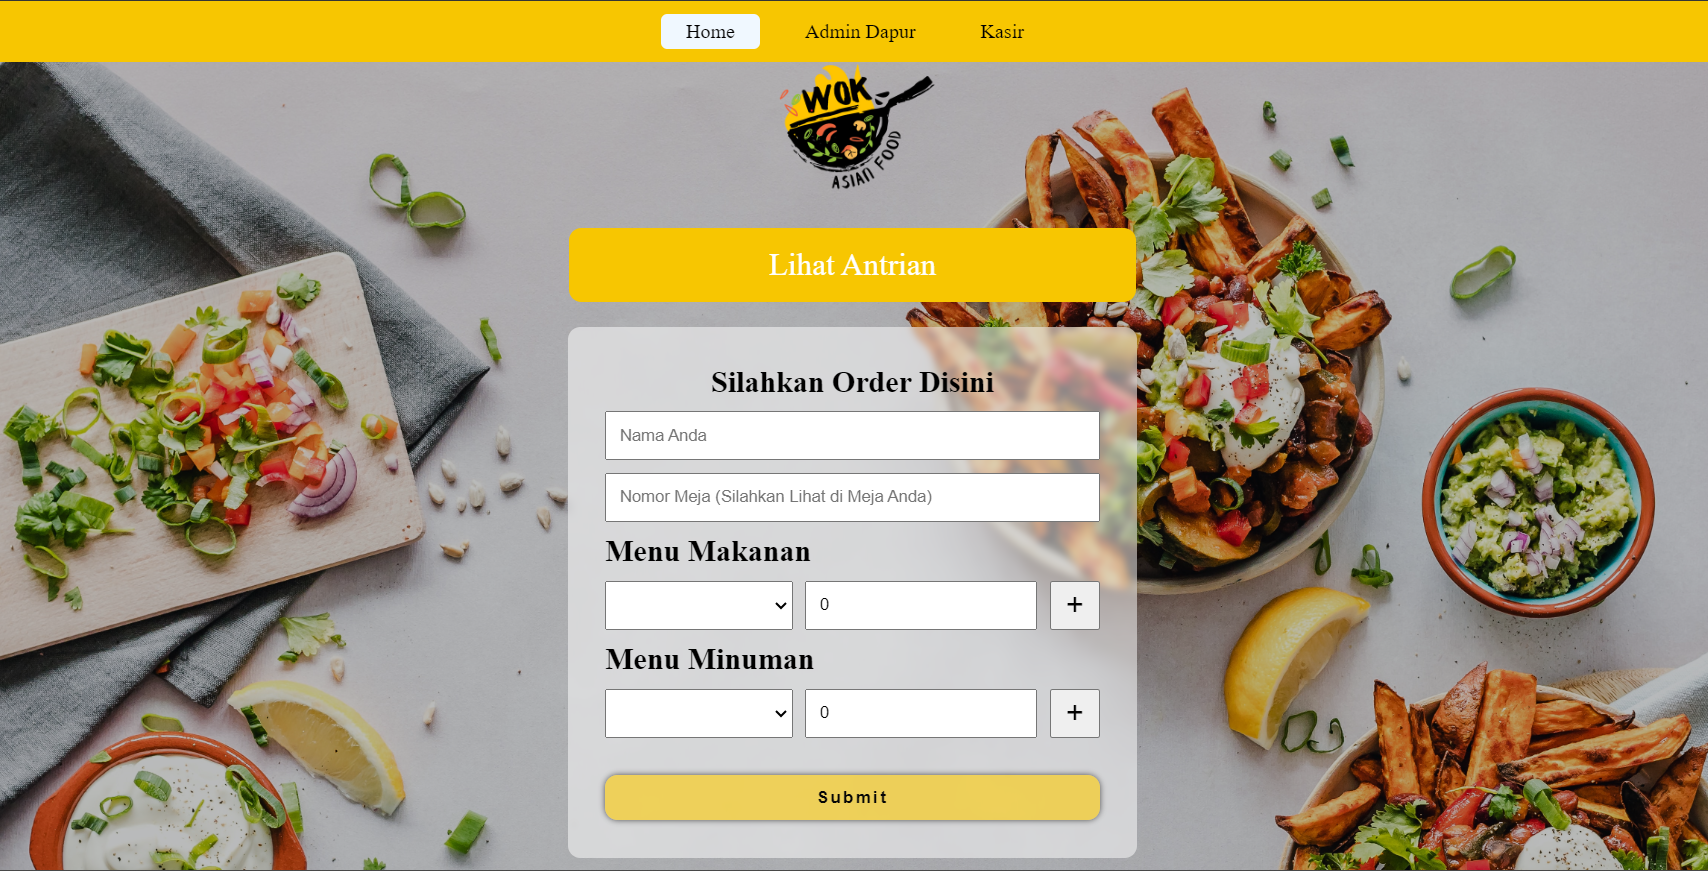 Home Admin Dapur Kasir
WOK
ASIAN FOOD
Lihat Antrian
Silahkan Order Disini
Nama Anda
Nomor Meja (Silahkan Lihat di Meja Anda)
Menu Makanan
0 +
Menu Minuman
0 +
Submit